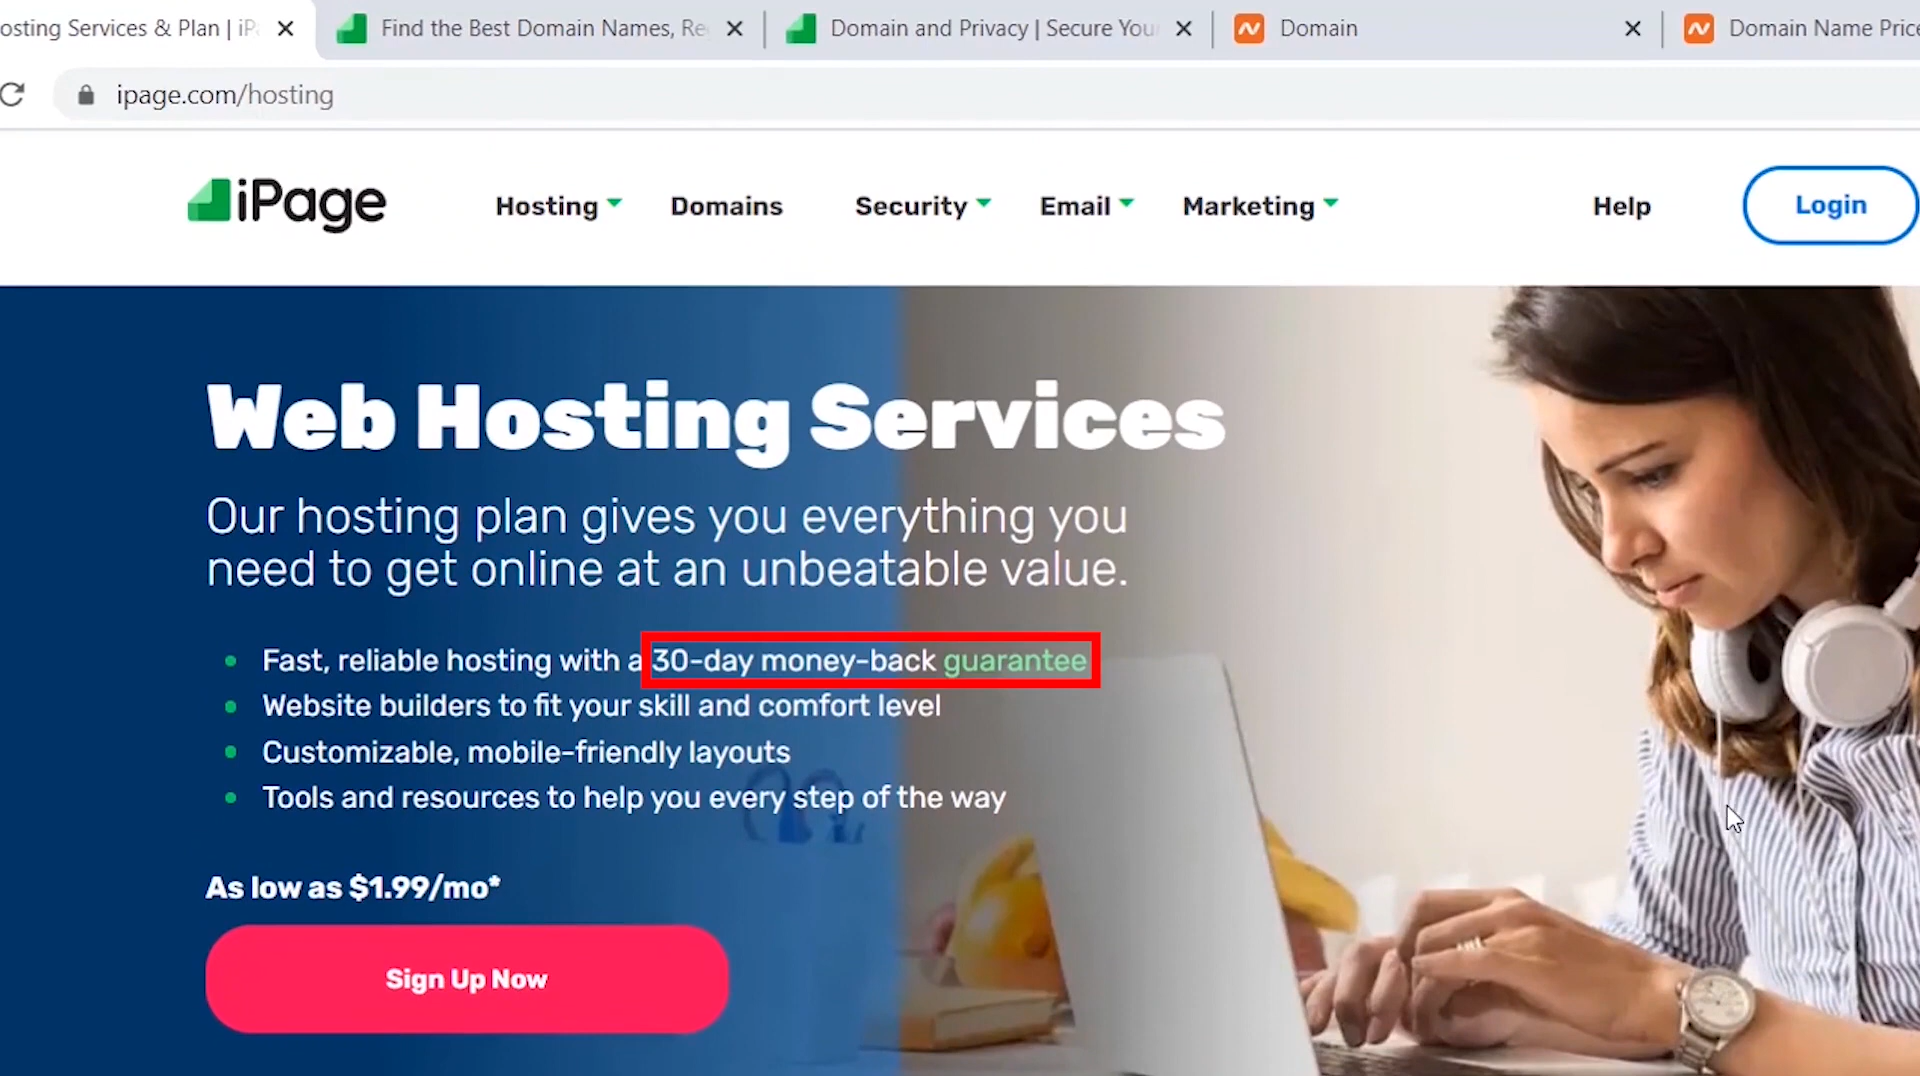 osting Services & Plan | iPa
Find the Best Domain Names, Re
Domain and Privacy | Secure You
Domain
Domain Name Price
ipage.com/hosting
iPage
Hosting
Domains
Security
Email
Marketing
Help
Login
Web Hosting Services
Our hosting plan gives you everything you
need to get online at an unbeatable value.
Fast, reliable hosting with a 30-day money-back guarantee
Website builders to fit your skill and comfort level
Customizable, mobile-friendly layouts
Tools and resources to help you every step of the way
As low as $1.99/mo*
Sign Up Now